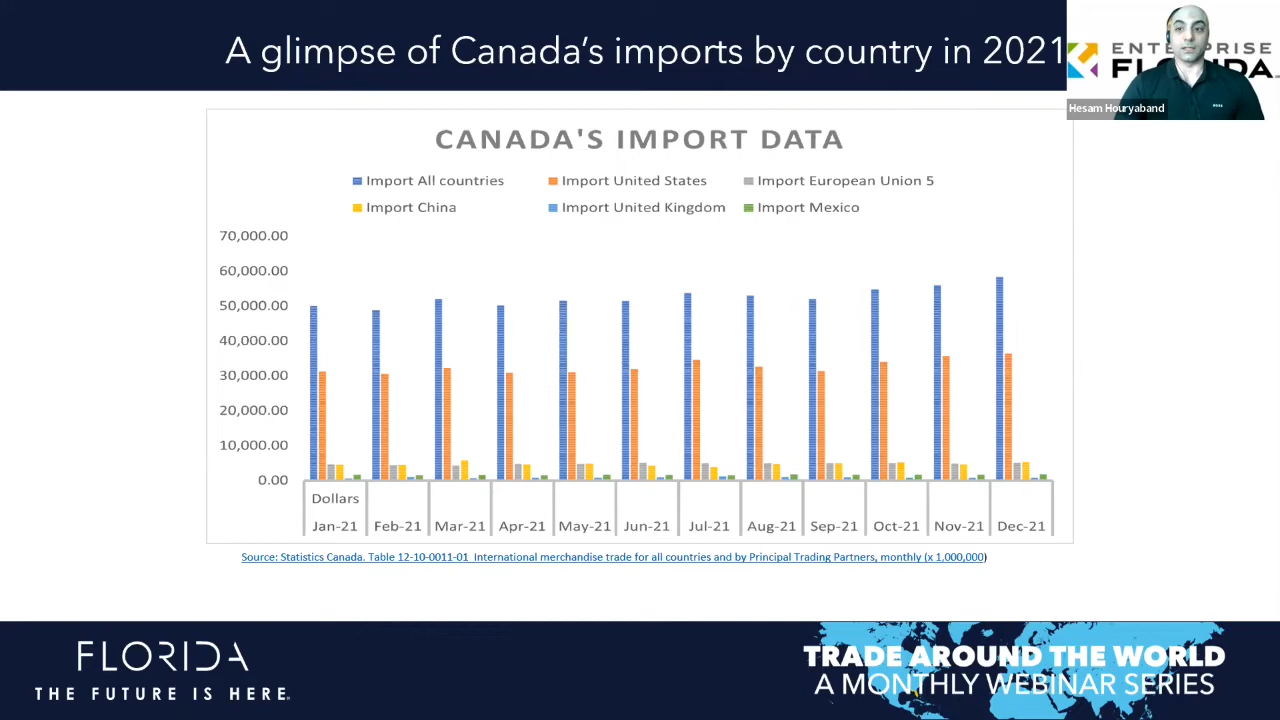 A glimpse of Canada's imports by country in 2021
ENTERPRISE
FLORIDA
Hesam Houryaband
CANADA'S IMPORT DATA
Import All countries
Import United States
Import European Union 5
Import China
Import United Kingdom
Import Mexico
70,000.00
60,000.00
50,000.00
40,000.00
30,000.00
20,000.00
10,000.00
0.00
Dollars
Jan-21 Feb-21 Mar-21 Apr-21 May-21 Jun-21 Jul-21 Aug-21 Sep-21 Oct-21 Nov-21 Dec-21
Source: Statistics Canada. Table 12-10-0011-01 International merchandise trade for all countries and by Principal Trading Partners, monthly (x 1,000,000)
FLORIDA
THE FUTURE IS HERE.
TRADE AROUND THE WORLD
A MONTHLY WEBINAR SERIES